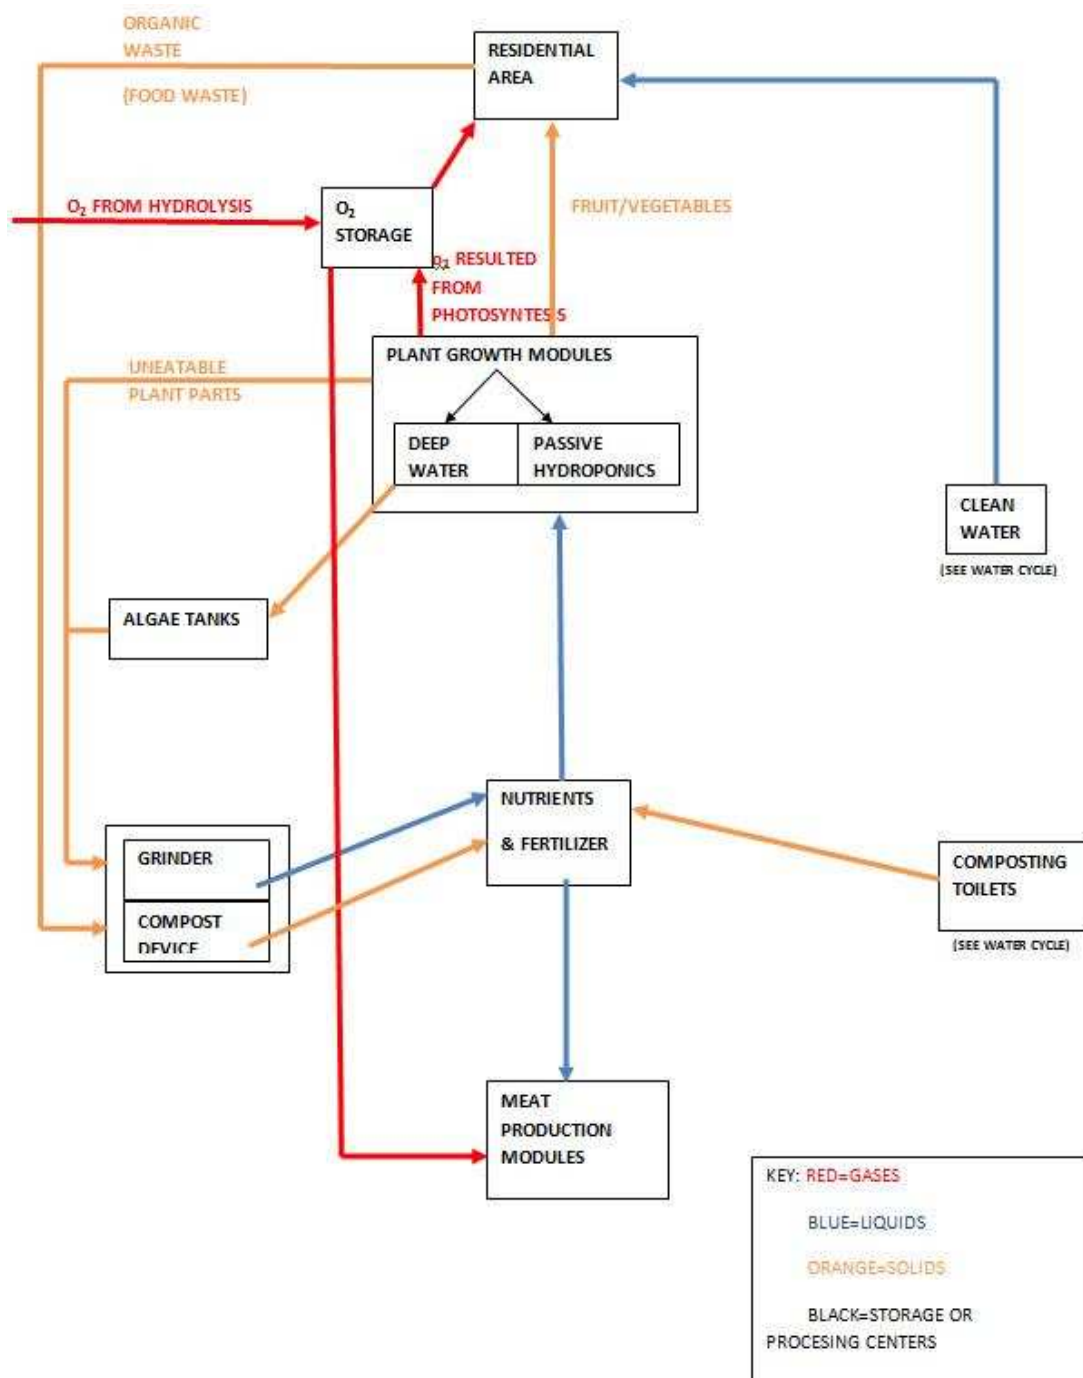 ORGANIC
WASTE
(FOOD WASTE)
RESIDENTIAL
AREA
O₂ FROM HYDROLYSIS
O₂
STORAGE
FRUIT/VEGETABLES
O₂ RESULTED
FROM
PHOTOSYNTESIS
PLANT GROWTH MODULES
UNEATABLE
PLANT PARTS
DEEP
WATER
PASSIVE
HYDROPONICS
CLEAN
WATER
(SEE WATER CYCLE)
ALGAE TANKS
NUTRIENTS
& FERTILIZER
GRINDER
COMPOST
DEVICE
COMPOSTING
TOILETS
(SEE WATER CYCLE)
MEAT
PRODUCTION
MODULES
KEY: RED=GASES
BLUE=LIQUIDS
ORANGE=SOLIDS
BLACK=STORAGE OR
PROCESING CENTERS